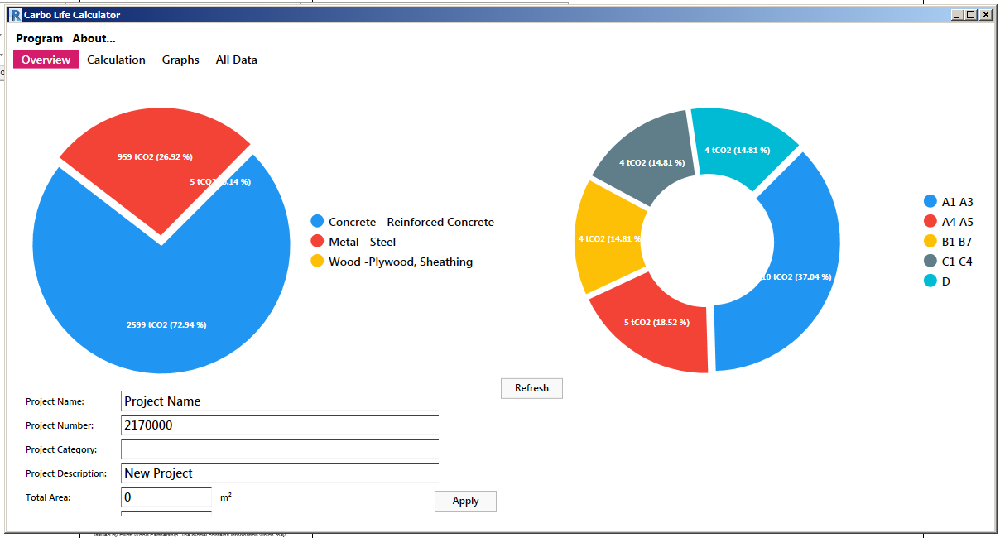 Carbo Life Calculator
Program About...
Overview Calculation Graphs All Data
959 tCO2 (26.92 %)
5 tCO2 .14 %)
2599 tCO2 (72.94 %)
Concrete - Reinforced Concrete
Metal - Steel
Wood -Plywood, Sheathing
4 tCO2 (14.81 %)
4 tCO2 (14.81 %)
4 tCO2 (14.81 %
10 tCO2 (37.04 %)
5 tCO2 (18.52 %)
A1 A3
A4 A5
B1 B7
C1 C4
D
Refresh
Project Name: Project Name
Project Number: 2170000
Project Category:
Project Description: New Project
Total Area: 0 m²
Apply
issued by Elliott Wood Partnership. The model contains information which may